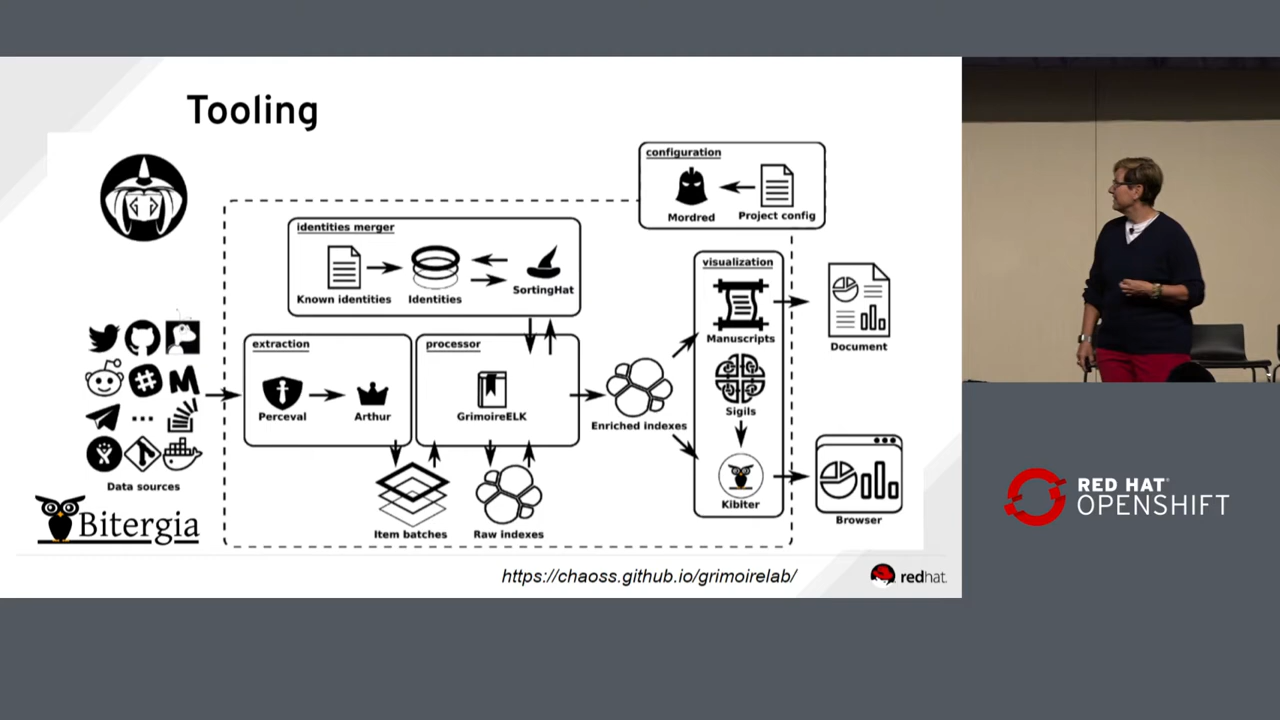 Tooling
configuration
Mordred
Project config
identities merger
Known identities
Identities
SortingHat
visualization
Manuscripts
Document
extraction
Perceval
Arthur
processor
GrimoireELK
Enriched indexes
Sigils
Data sources
Item batches
Raw indexes
Kibiter
Browser
Bitergia
https://chaoss.github.io/grimoirelab/
redhat.
RED HAT®
OPENSHIFT